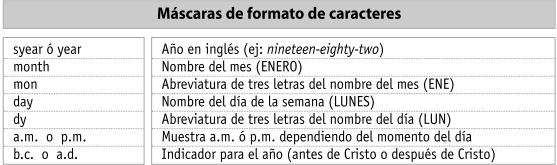 Máscaras de formato de caracteres
syear ó year Año en inglés (ej: nineteen-eighty-two)
month Nombre del mes (ENERO)
mon Abreviatura de tres letras del nombre del mes (ENE)
day Nombre del día de la semana (LUNES)
dy Abreviatura de tres letras del nombre del día (LUN)
a.m. o p.m. Muestra a.m. ó p.m. dependiendo del momento del día
b.c. o a.d. Indicador para el año (antes de Cristo o después de Cristo)